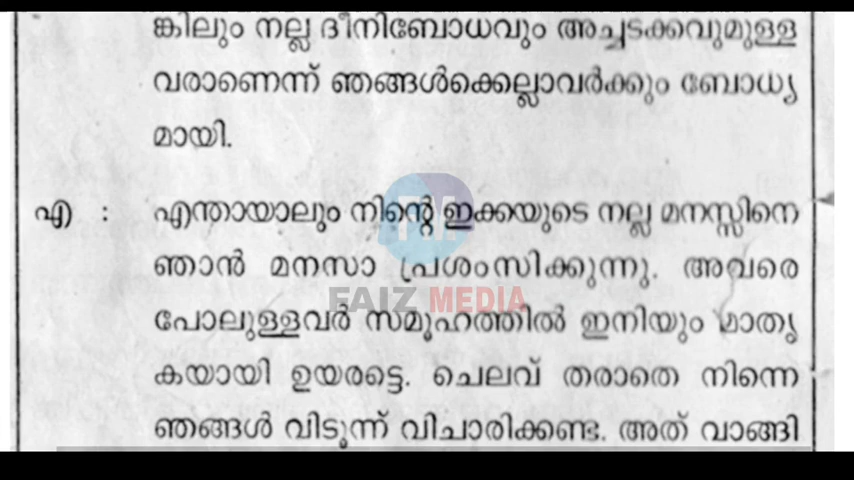 ങ്കിലും നല്ല ദീനിബോധവും അച്ചടക്കവുമുള്ള
വരാണെന്ന് ഞങ്ങൾക്കെല്ലാവർക്കും ബോധ്യ
മായി.
എ : എന്തായാലും നിന്റെ ഇക്കയുടെ നല്ല മനസ്സിനെ
ഞാൻ മനസാ പ്രശംസിക്കുന്നു. അവരെ
FAIZ MEDIA
പോലുള്ളവർ സമൂഹത്തിൽ ഇനിയും മാതൃ
കയായി ഉയരട്ടെ. ചെലവ് തരാതെ നിന്നെ
ഞങ്ങൾ വിടുന്ന് വിചാരിക്കണ്ട. അത് വാങ്ങി